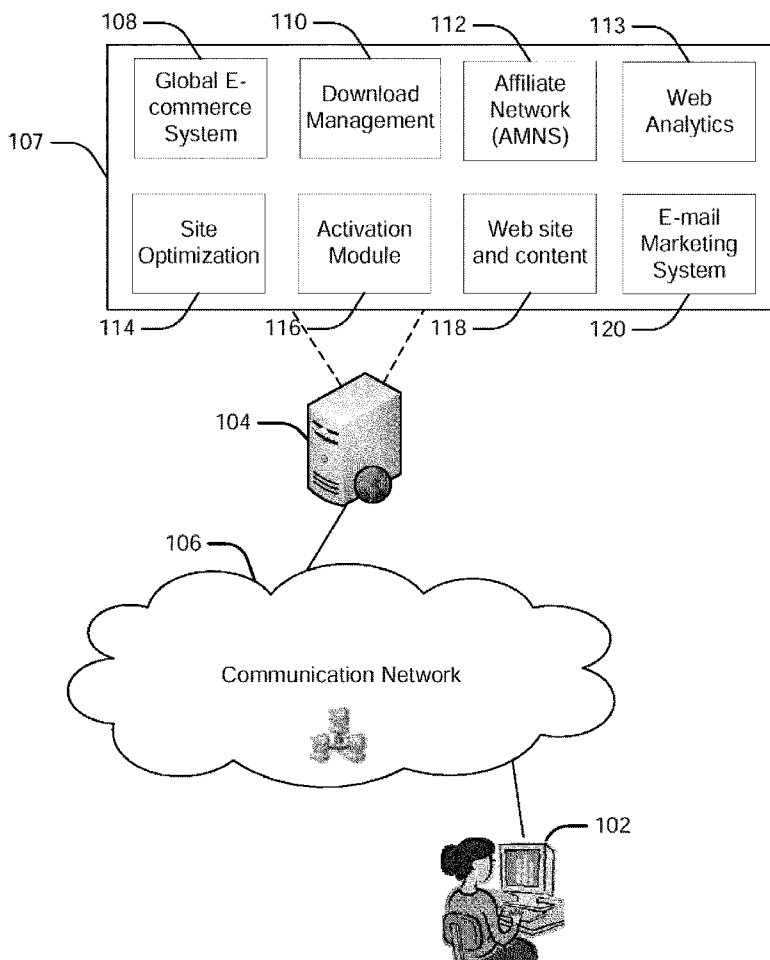 108
110
112
113
Global E-
commerce
System
Download
Management
Affiliate
Network
(AMNS)
Web
Analytics
107
Site
Optimization
Activation
Module
Web site
and content
E-mail
Marketing
System
114
116
118
120
104
106
Communication Network
102